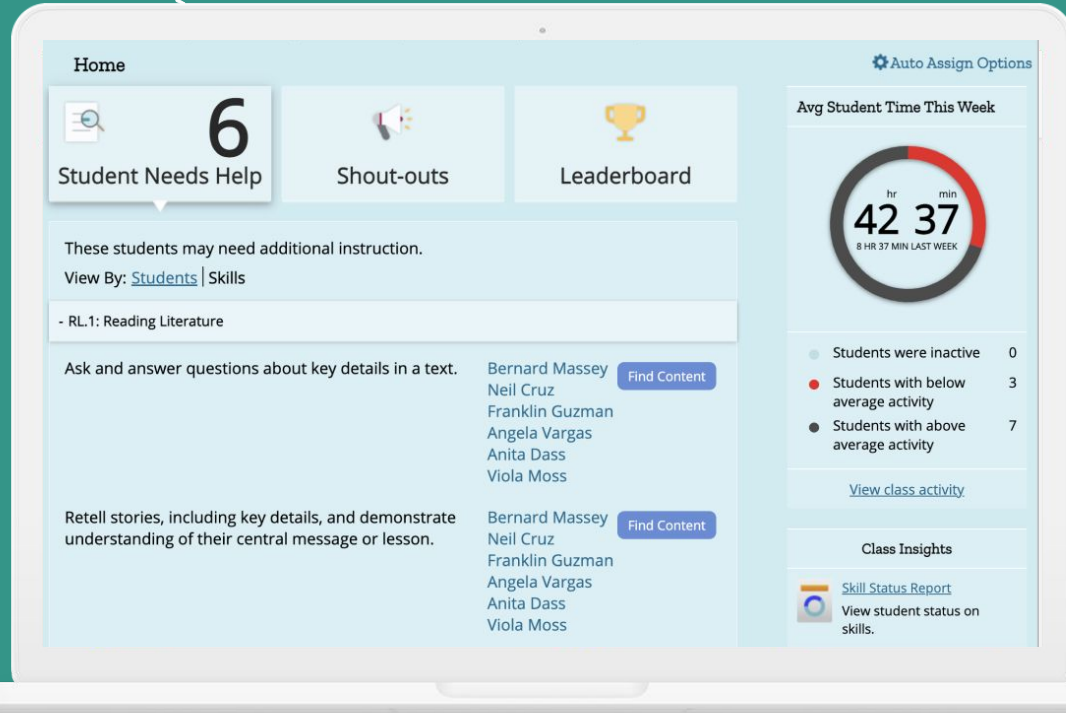 Home
Auto Assign Options
6
Student Needs Help
Shout-outs
Leaderboard
These students may need additional instruction.
View By: Students | Skills
- RL.1: Reading Literature
Ask and answer questions about key details in a text.
Bernard Massey
Neil Cruz
Franklin Guzman
Angela Vargas
Anita Dass
Viola Moss
Find Content
Retell stories, including key details, and demonstrate
understanding of their central message or lesson.
Bernard Massey
Neil Cruz
Franklin Guzman
Angela Vargas
Anita Dass
Viola Moss
Find Content
Avg Student Time This Week
hr min
42 37
8 HR 37 MIN LAST WEEK
Students were inactive 0
Students with below 3
average activity
Students with above 7
average activity
View class activity
Class Insights
Skill Status Report
View student status on
skills.